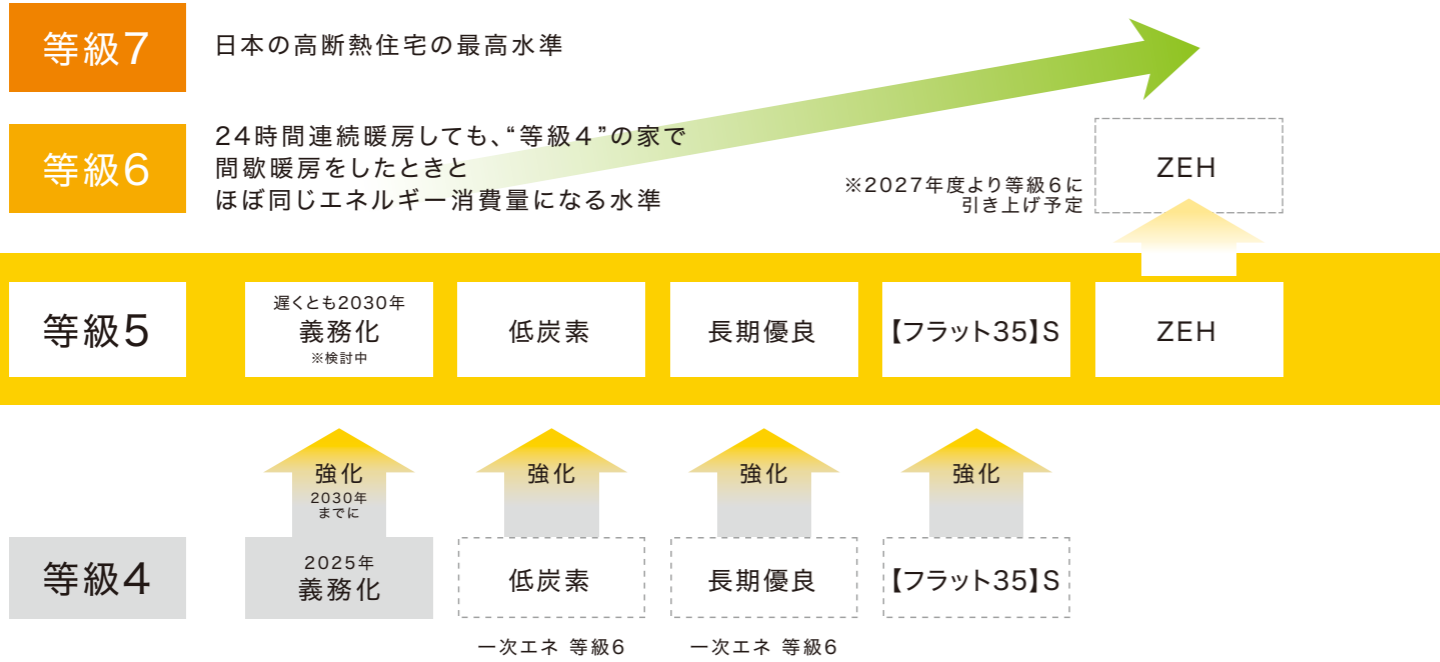 等級7
日本の高断熱住宅の最高水準
等級6
24時間連続暖房しても、“等級4”の家で
間歇暖房をしたときと
ほぼ同じエネルギー消費量になる水準
※2027年度より等級6に
引き上げ予定
ZEH
等級5
遅くとも2030年
義務化
※検討中
低炭素
長期優良
【フラット35】S
ZEH
強化
2030年
までに
強化
強化
強化
等級4
2025年
義務化
低炭素
長期優良
【フラット35】S
一次エネ 等級6
一次エネ 等級6